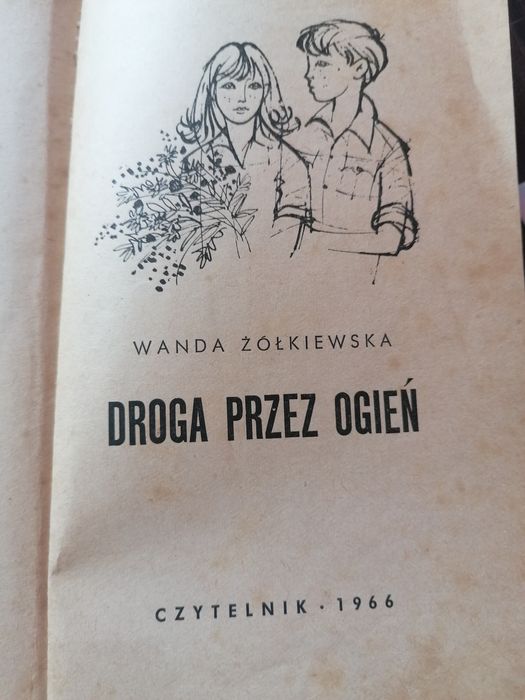 WANDA ŻÓŁKIEWSKA
DROGA PRZEZ OGIEŃ
CZYTELNIK · 1966